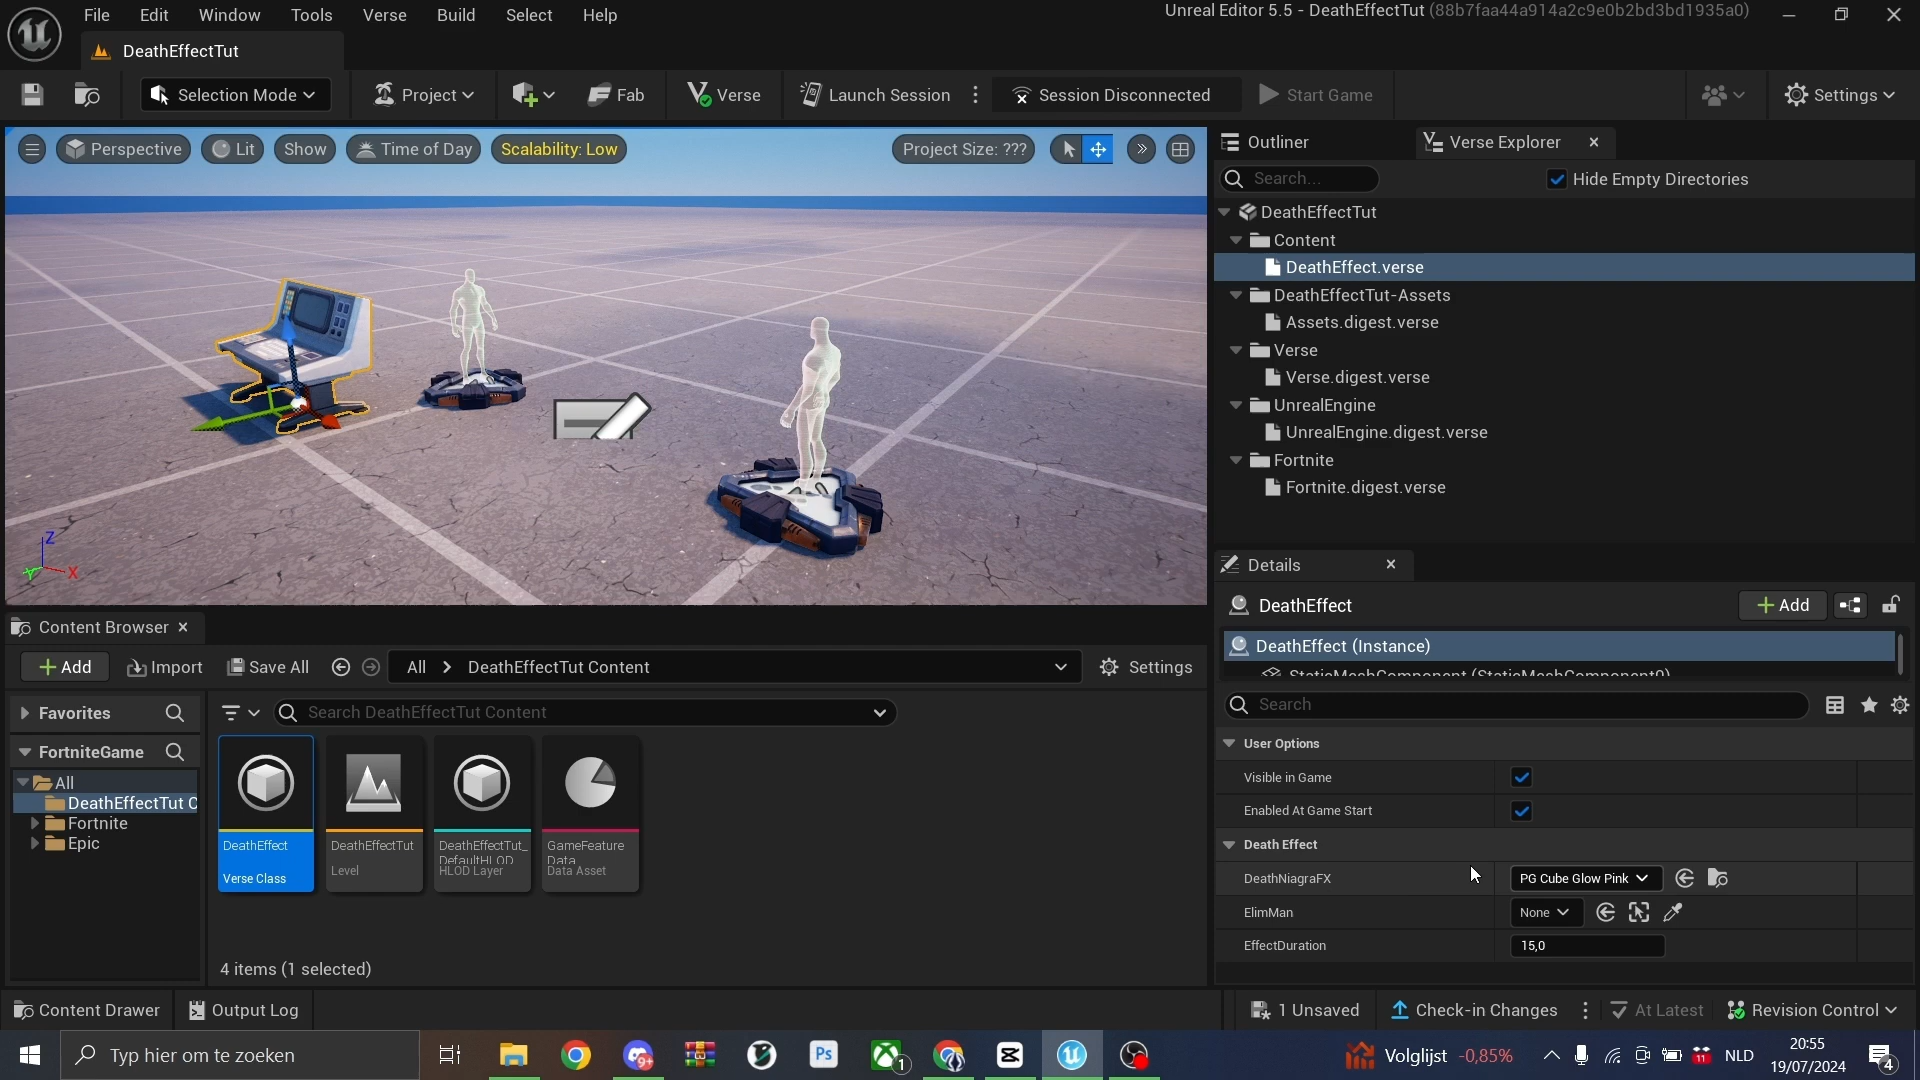 File Edit Window Tools Verse Build Select Help
Unreal Editor 5.5 - DeathEffectTut (88b7faa44a914a2c9e0b2bd3bd1935a0)
DeathEffectTut
Selection Mode Project Fab Verse Launch Session Session Disconnected Start Game Settings
Perspective Lit Show Time of Day Scalability: Low Project Size: ???
Z
Y X
Outliner Verse Explorer
Search... Hide Empty Directories
DeathEffectTut
Content
DeathEffect.verse
DeathEffectTut-Assets
Assets.digest.verse
Verse
Verse.digest.verse
UnrealEngine
UnrealEngine.digest.verse
Fortnite
Fortnite.digest.verse
Details
DeathEffect Add
DeathEffect (Instance)
StaticMeshComponent (StaticMeshComponent0)
Search
User Options
Visible in Game
Enabled At Game Start
Death Effect
DeathNiagraFX PG Cube Glow Pink
ElimMan None
EffectDuration 15,0
Content Browser
Add Import Save All All > DeathEffectTut Content Settings
Favorites
Search DeathEffectTut Content
FortniteGame
All
DeathEffectTut C
Fortnite
Epic
DeathEffect
Verse Class
DeathEffectTut
Level
DeathEffectTut_
DefaultHLOD
HLOD Layer
GameFeature
Data
Data Asset
4 items (1 selected)
Content Drawer Output Log 1 Unsaved Check-in Changes At Latest Revision Control
Typ hier om te zoeken
9+
Ps
1
Volglijst -0,85%
11
NLD
20:55
19/07/2024
4